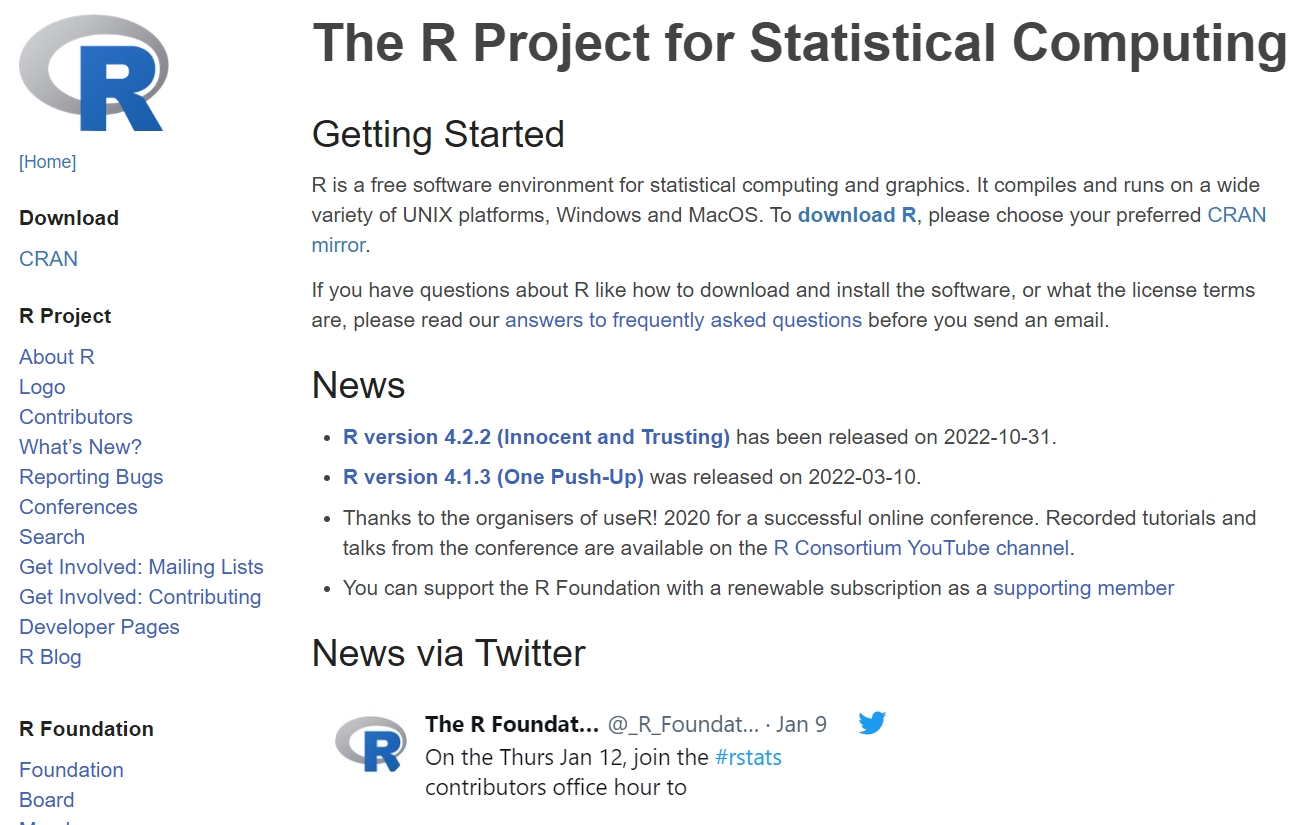 R
[Home]
Download
CRAN
R Project
About R
Logo
Contributors
What’s New?
Reporting Bugs
Conferences
Search
Get Involved: Mailing Lists
Get Involved: Contributing
Developer Pages
R Blog
R Foundation
Foundation
Board
The R Project for Statistical Computing
Getting Started
R is a free software environment for statistical computing and graphics. It compiles and runs on a wide
variety of UNIX platforms, Windows and MacOS. To download R, please choose your preferred CRAN
mirror.
If you have questions about R like how to download and install the software, or what the license terms
are, please read our answers to frequently asked questions before you send an email.
News
• R version 4.2.2 (Innocent and Trusting) has been released on 2022-10-31.
• R version 4.1.3 (One Push-Up) was released on 2022-03-10.
• Thanks to the organisers of useR! 2020 for a successful online conference. Recorded tutorials and
talks from the conference are available on the R Consortium YouTube channel.
• You can support the R Foundation with a renewable subscription as a supporting member
News via Twitter
R
The R Foundat... @_R_Foundat... · Jan 9
On the Thurs Jan 12, join the #rstats
contributors office hour to